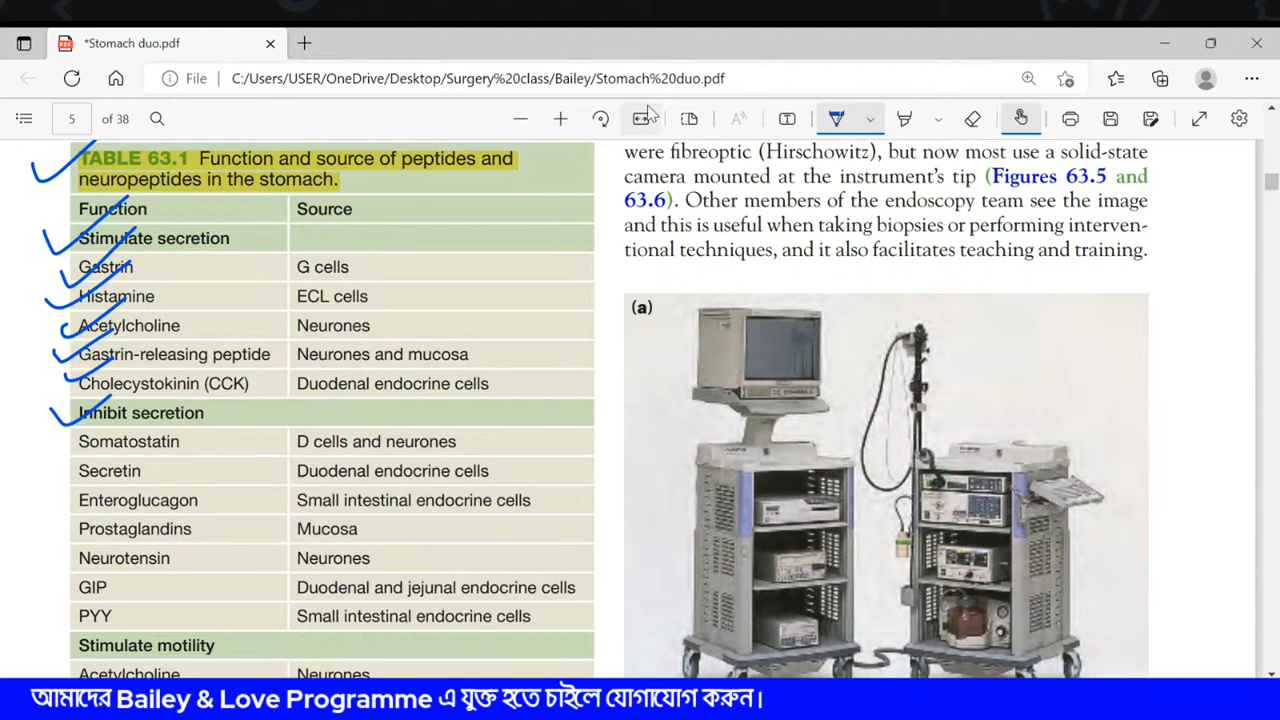 *Stomach duo.pdf
File
C:/Users/USER/OneDrive/Desktop/Surgery%20class/Bailey/Stomach%20duo.pdf
5 of 38
TABLE 63.1 Function and source of peptides and
neuropeptides in the stomach.
Function Source
Stimulate secretion
Gastrin G cells
Histamine ECL cells
Acetylcholine Neurones
Gastrin-releasing peptide Neurones and mucosa
Cholecystokinin (CCK) Duodenal endocrine cells
Inhibit secretion
Somatostatin D cells and neurones
Secretin Duodenal endocrine cells
Enteroglucagon Small intestinal endocrine cells
Prostaglandins Mucosa
Neurotensin Neurones
GIP Duodenal and jejunal endocrine cells
PYY Small intestinal endocrine cells
Stimulate motility
Acetylcholine Neurones
were fibreoptic (Hirschowitz), but now most use a solid-state
camera mounted at the instrument's tip (Figures 63.5 and
63.6). Other members of the endoscopy team see the image
and this is useful when taking biopsies or performing interven-
tional techniques, and it also facilitates teaching and training.
(a)
আমাদের Bailey & Love Programme এ যুক্ত হতে চাইলে যোগাযোগ করুন।